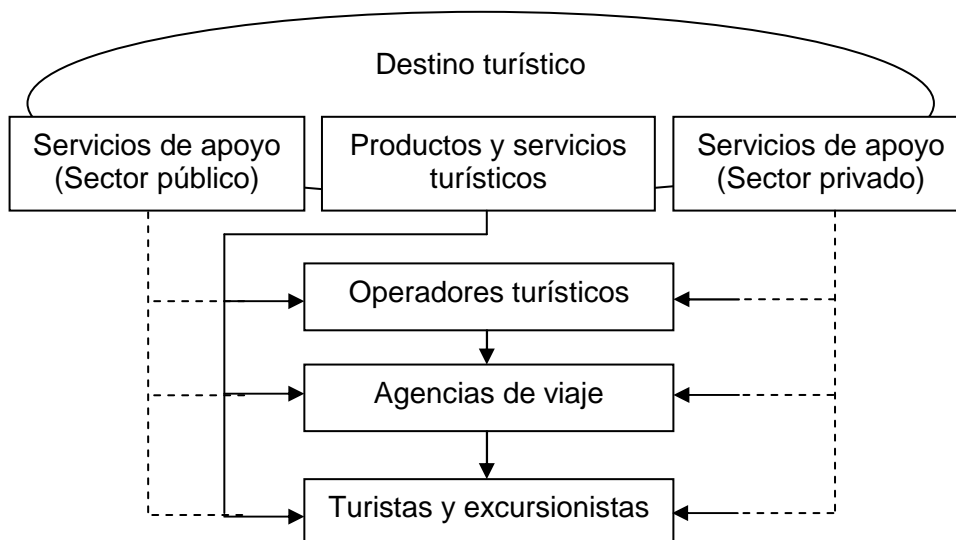 Destino turístico
Servicios de apoyo
(Sector público)
Productos y servicios
turísticos
Servicios de apoyo
(Sector privado)
Operadores turísticos
Agencias de viaje
Turistas y excursionistas